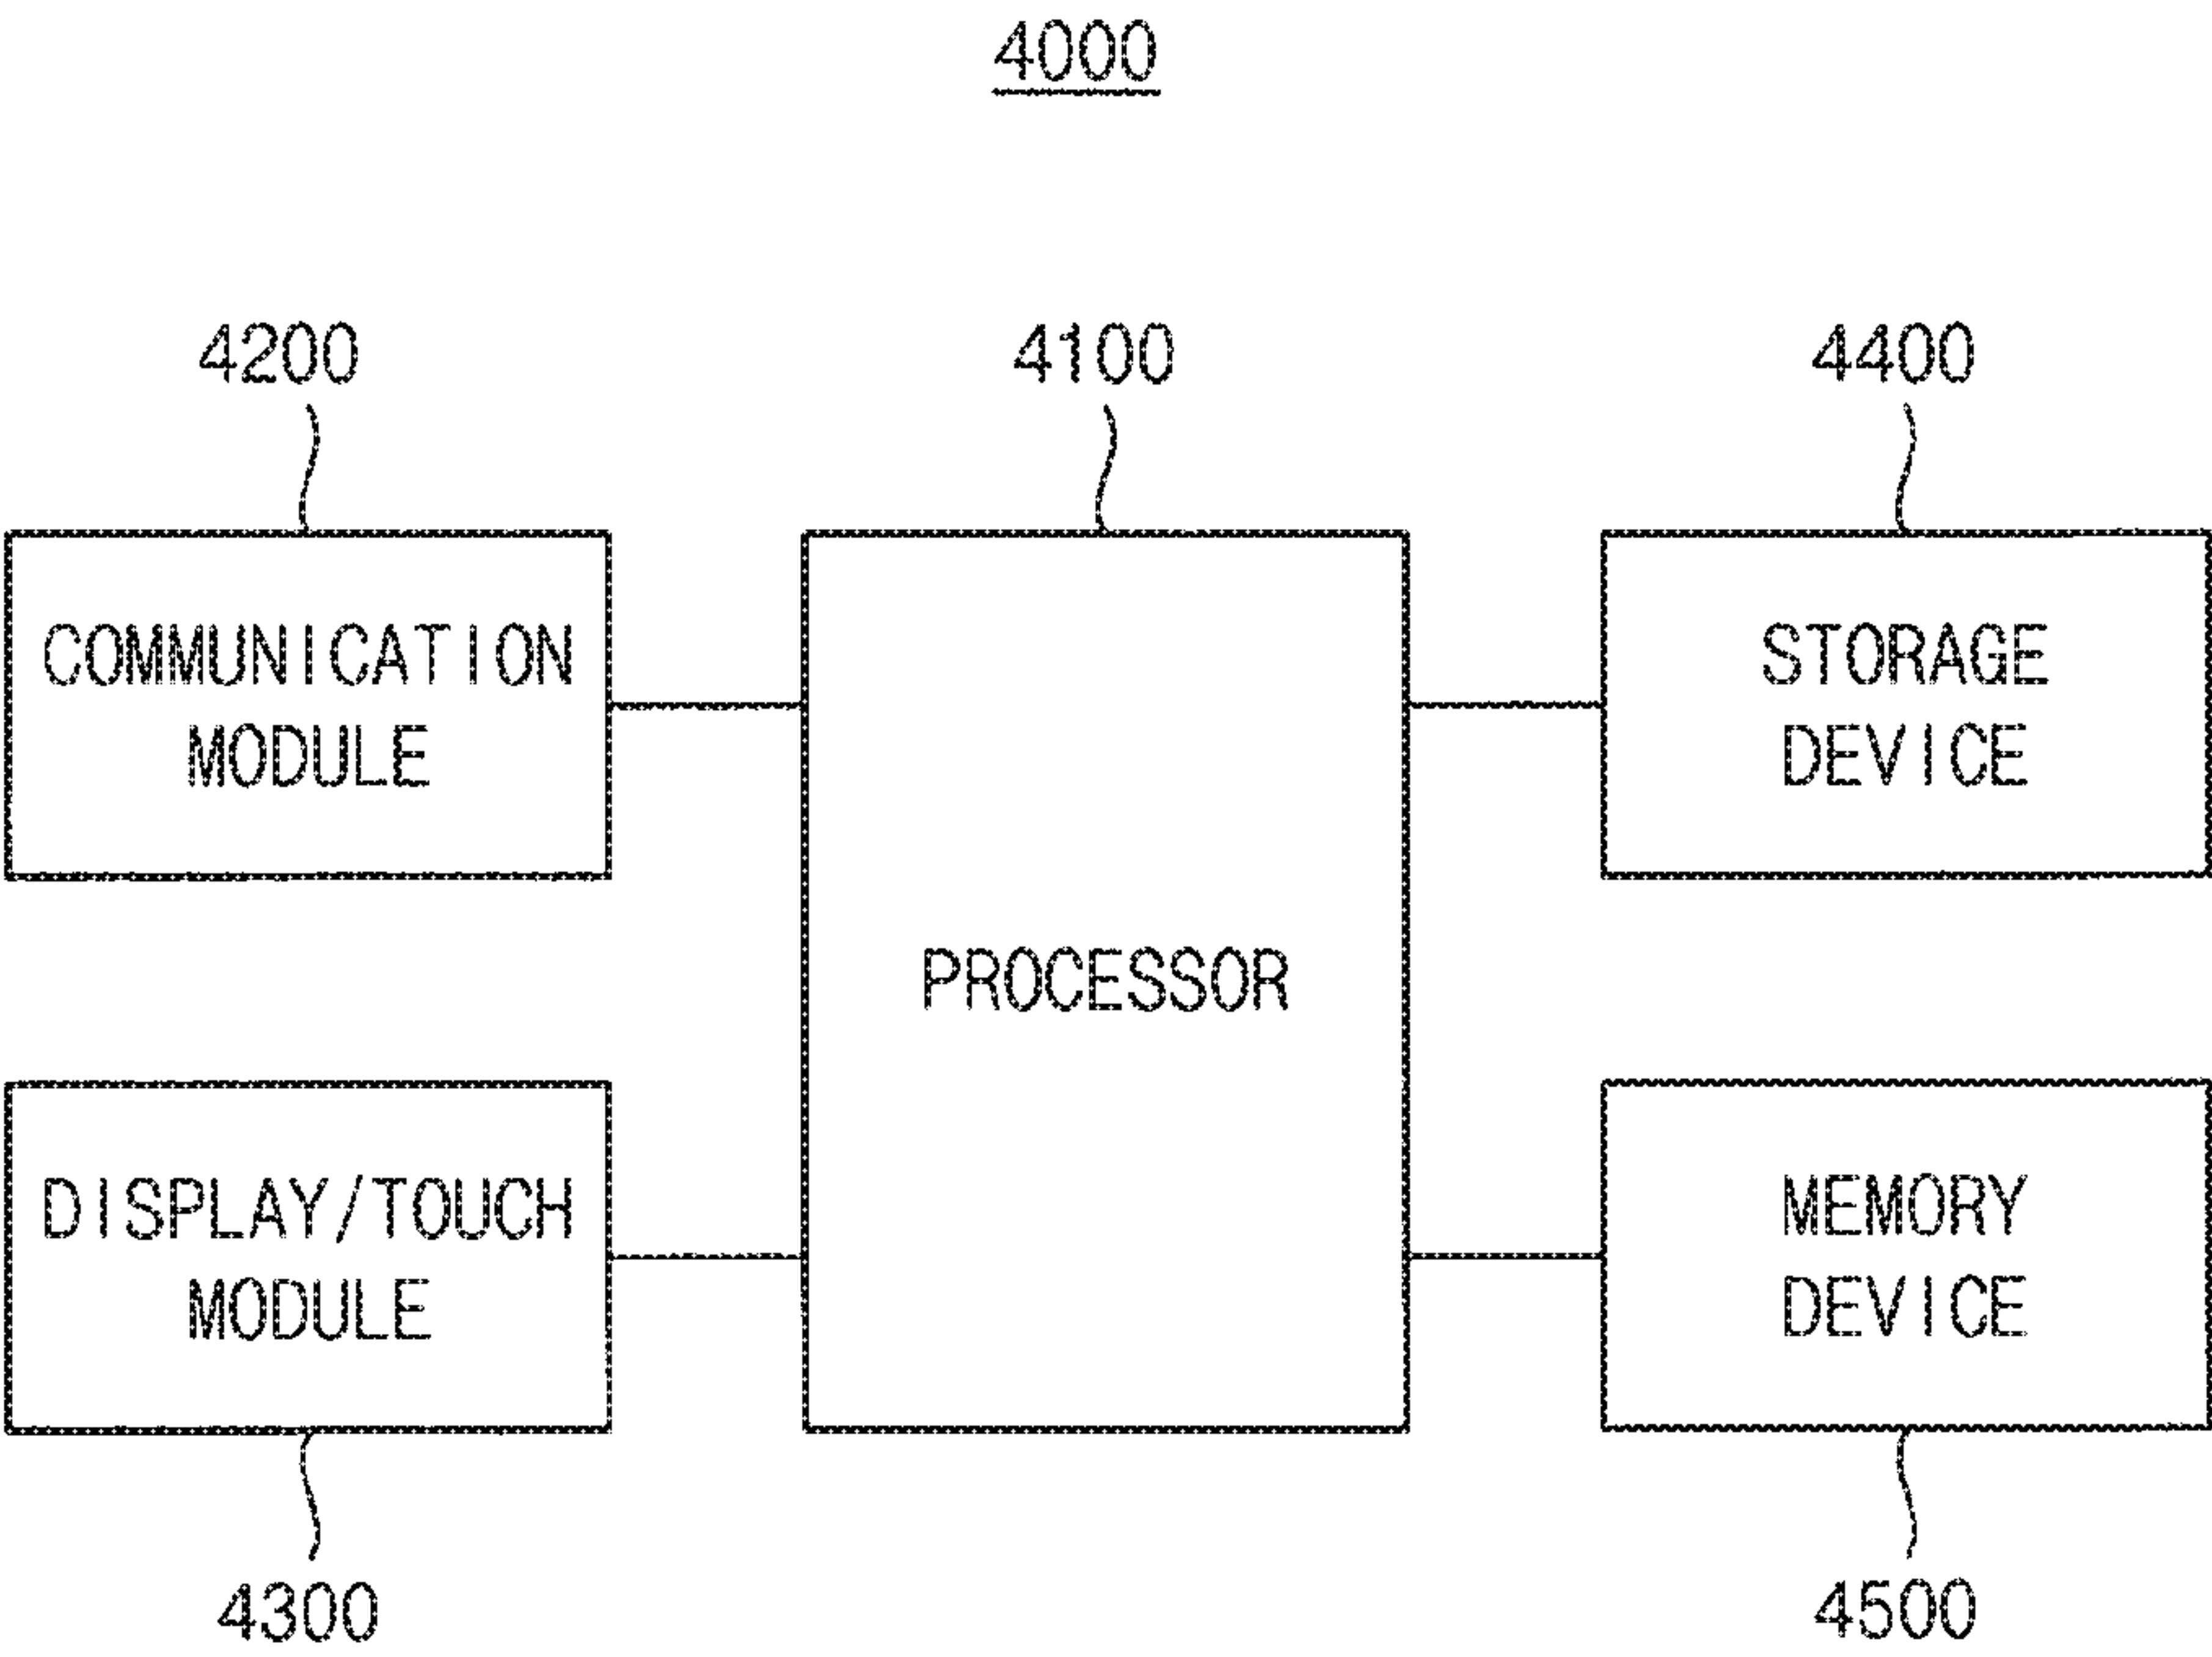 4000
4200
4100
4400
COMMUNICATION
MODULE
STORAGE
DEVICE
PROCESSOR
DISPLAY/TOUCH
MODULE
MEMORY
DEVICE
4300
4500